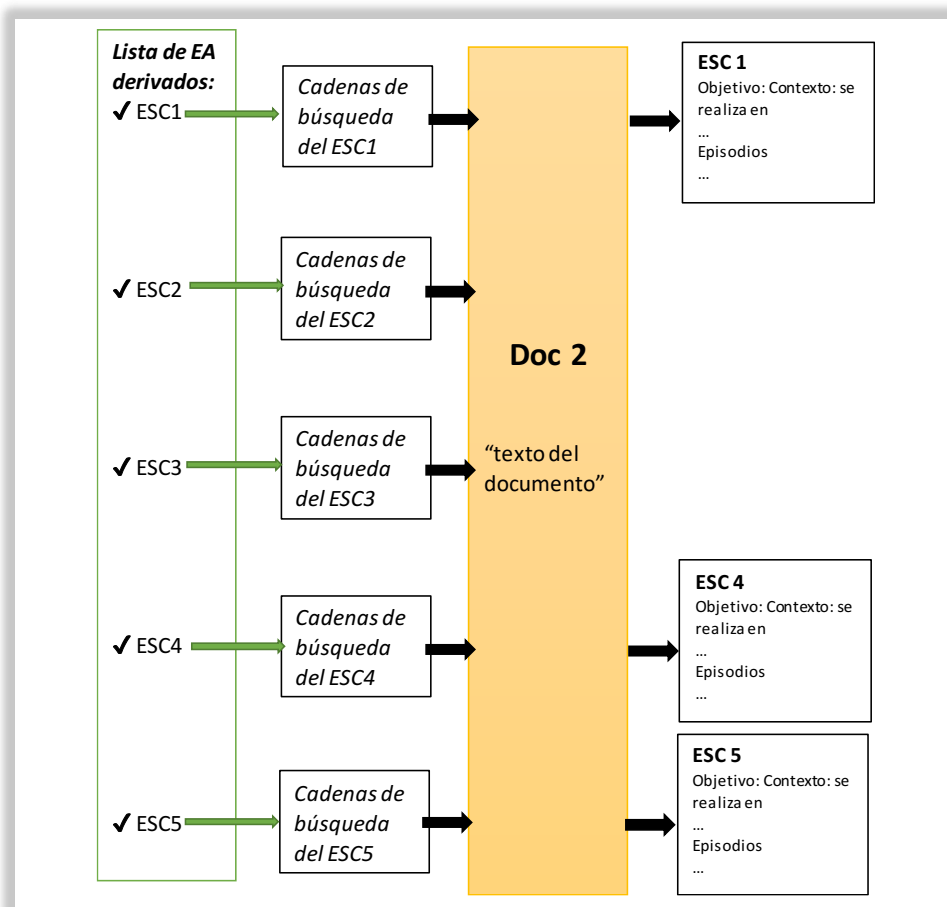 Lista de EA
derivados:
✓ ESC1
Cadenas de
búsqueda
del ESC1
ESC 1
Objetivo: Contexto: se
realiza en
...
Episodios
...
✓ ESC2
Cadenas de
búsqueda
del ESC2
Doc 2
✓ ESC3
Cadenas de
búsqueda
del ESC3
“texto del
documento”
✓ ESC4
Cadenas de
búsqueda
del ESC4
ESC 4
Objetivo: Contexto: se
realiza en
...
Episodios
...
✓ ESC5
Cadenas de
búsqueda
del ESC5
ESC 5
Objetivo: Contexto: se
realiza en
...
Episodios
...